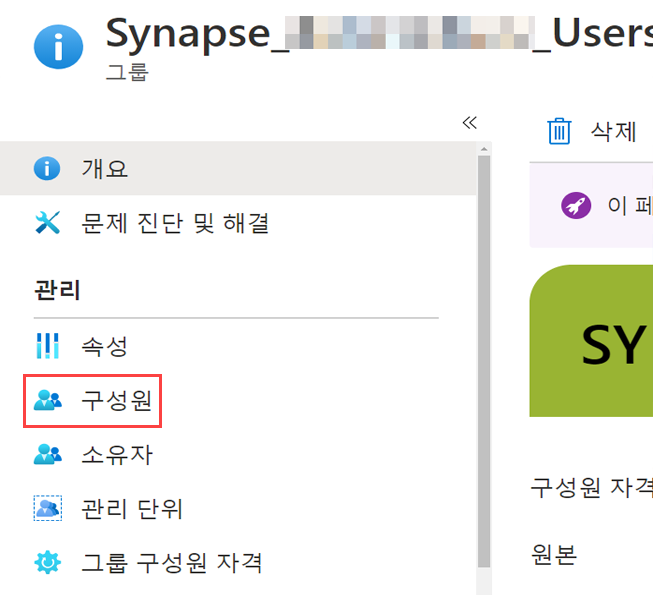 Synapse_ _Users
그룹
«
삭제
개요
이 페
문제 진단 및 해결
관리
SY
속성
구성원
소유자
구성원 자격
관리 단위
원본
그룹 구성원 자격